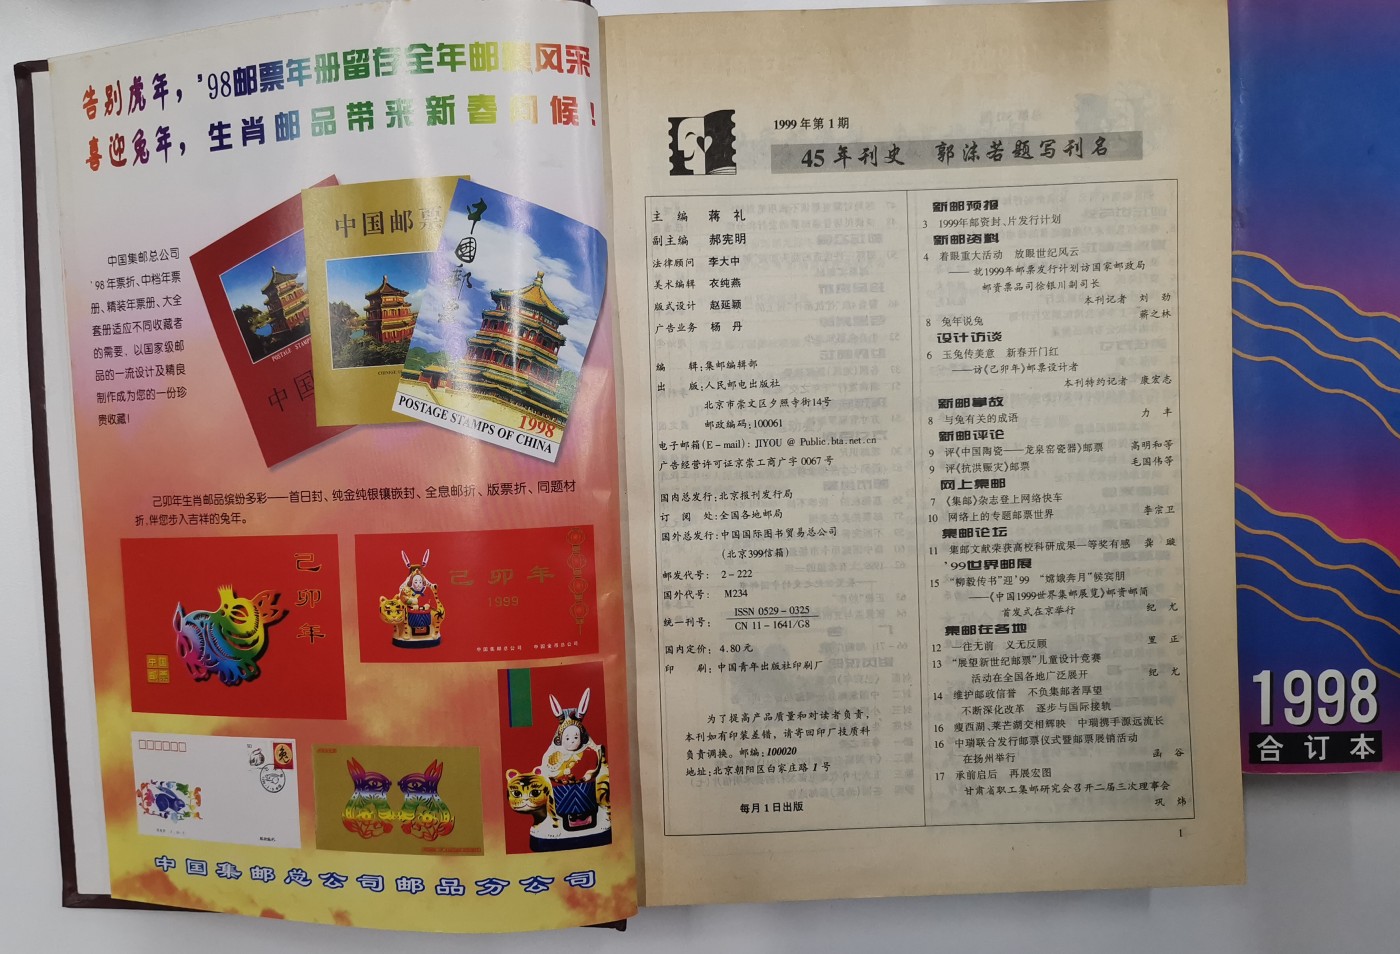 告别虎年，'98邮票年册留存全年邮票风采
喜迎兔年，生肖邮品带来新春问候！
中国集邮总公司
'98年票折、中档年票
册、精装年票册、大全
套册适应不同收藏者
的需要，以国家级邮
品的一流设计及精良
制作成为您的一份珍
贵收藏！
中国邮票
中国邮票
POSTAGE STAMPS OF CHINA
1998
己卯年生肖邮品缤纷多彩——首日封、纯金纯银镶嵌封、全息邮折、版票折、同题材
折，伴您步入吉祥的兔年。
己卯年
中国邮票
己卯年
1999
中国集邮总公司邮品分公司
1999年第1期
45年刊史 郭沫若题写刊名
主编 蒋礼
副主编 郝宪明
法律顾问 李大中
美术编辑 衣纯燕
版式设计 赵延颖
广告业务 杨丹
编辑：集邮编辑部
出版：人民邮电出版社
北京市崇文区夕照寺街14号
邮政编码：100061
电子邮箱(E-mail)：JIYOU @ Public.bta.net.cn
广告经营许可证京崇工商广字0067号
国内总发行：北京报刊发行局
订阅处：全国各地邮局
国外总发行：中国国际图书贸易总公司
(北京399信箱)
邮发代号： 2-222
国外代号： M234
统一刊号： ISSN 0529-0325
CN 11-1641/G8
国内定价： 4.80元
印刷：中国青年出版社印刷厂
为了提高产品质量和对读者负责，
本刊如有印装差错，请寄回印厂技质科
负责调换。邮编：100020
地址：北京朝阳区白家庄路1号
每月1日出版
新邮预报
3 1999年邮资封、片发行计划
新邮资料
4 着眼重大活动 放眼世纪风云
——就1999年邮票发行计划访国家邮政局
邮资票品司徐银川副司长
本刊记者 刘劲
8 兔年说兔 薛之林
设计访谈
6 玉兔传美意 新春开门红
——访《己卯年》邮票设计者
本刊特约记者 康宏志
新邮掌故
8 与兔有关的成语 力丰
新邮评论
9 评《中国陶瓷——龙泉窑瓷器》邮票 高明和等
9 评《抗洪赈灾》邮票 毛国伟等
网上集邮
7 《集邮》杂志登上网络快车
10 网络上的专题邮票世界 李宗卫
集邮论坛
11 集邮文献荣获高校科研成果一等奖有感 龚璇
'99世界邮展
15 “柳毅传书”迎'99 “嫦娥奔月”候宾朋
——《中国1999世界集邮展览》邮资邮简
首发式在京举行 纪尤
集邮在各地
12 一往无前 义无反顾 里正
13 “展望新世纪邮票”儿童设计竞赛
活动在全国各地广泛展开 纪尤
14 维护邮政信誉 不负集邮者厚望
不断深化改革 逐步与国际接轨
16 瘦西湖、莱芒湖交相辉映 中瑞携手源远流长
16 中瑞联合发行邮票仪式暨邮票展销活动
在扬州举行 函谷
17 承前启后 再展宏图
甘肃省职工集邮研究会召开二届三次理事会
巩炜
1
1998
合订本